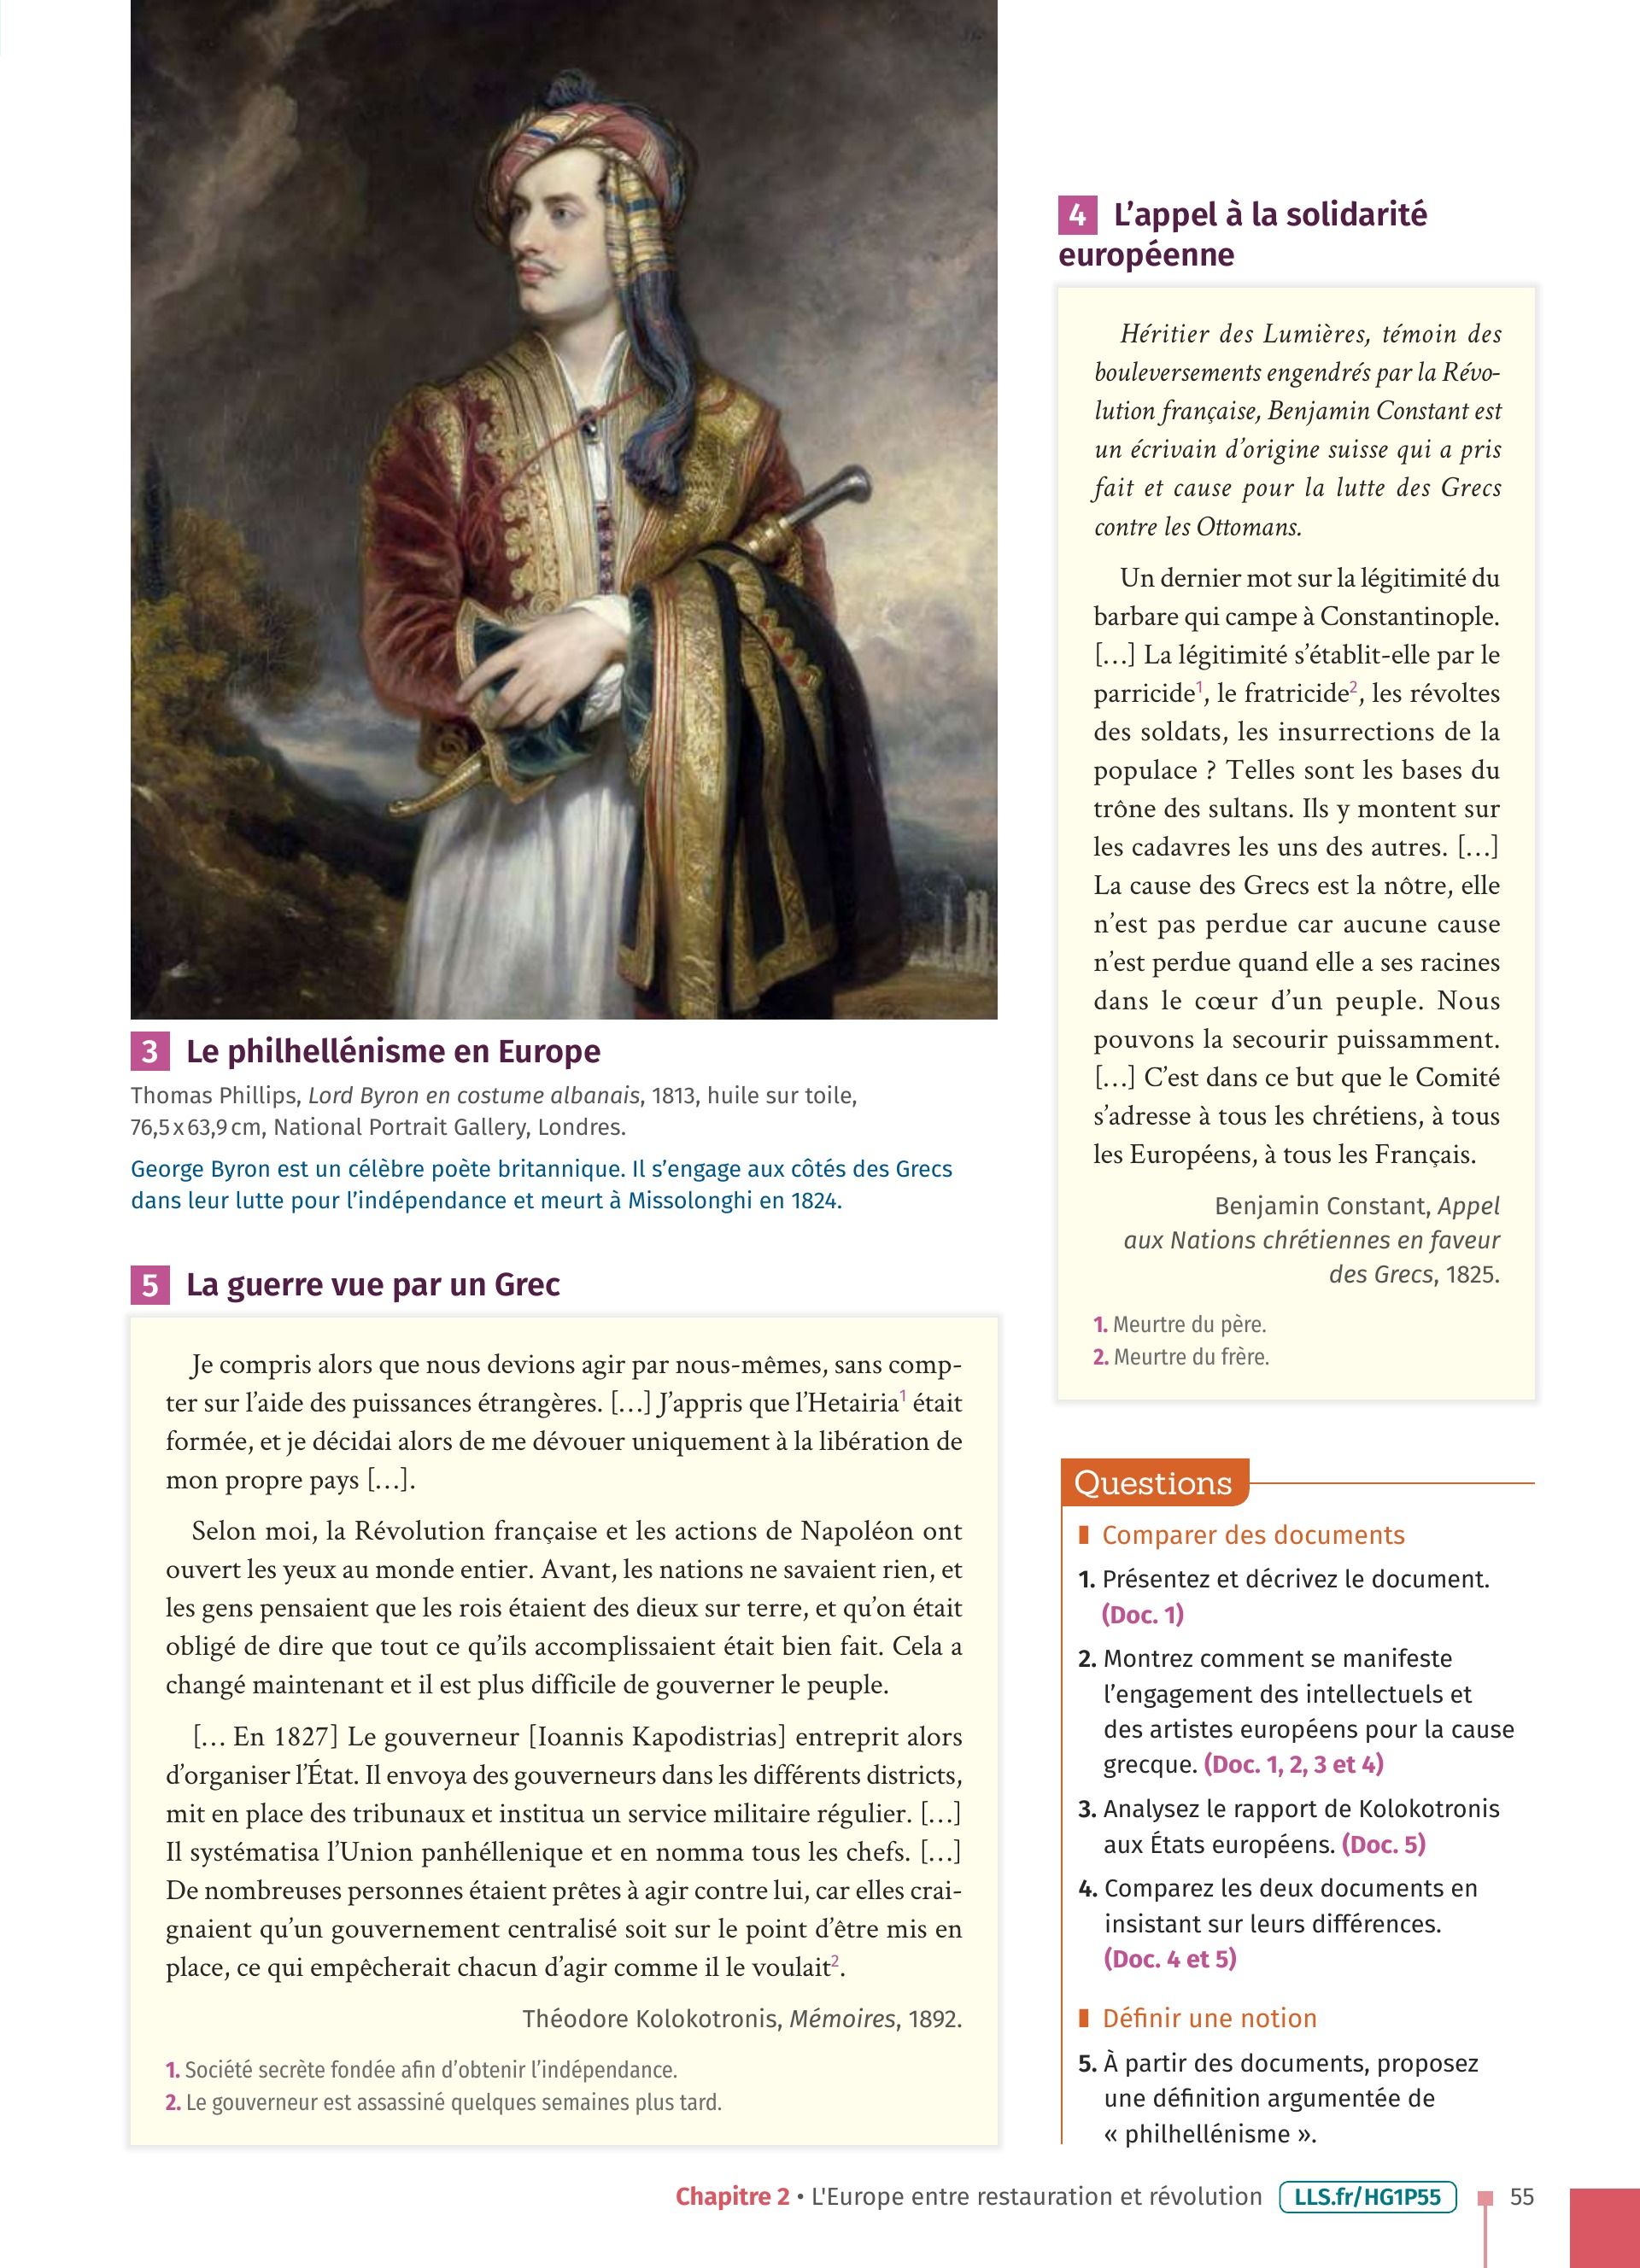 3 Le philhellénisme en Europe
Thomas Phillips, Lord Byron en costume albanais, 1813, huile sur toile,
76,5 x 63,9 cm, National Portrait Gallery, Londres.
George Byron est un célèbre poète britannique. Il s’engage aux côtés des Grecs
dans leur lutte pour l’indépendance et meurt à Missolonghi en 1824.
4 L’appel à la solidarité
européenne
Héritier des Lumières, témoin des
bouleversements engendrés par la Révo-
lution française, Benjamin Constant est
un écrivain d’origine suisse qui a pris
fait et cause pour la lutte des Grecs
contre les Ottomans.
Un dernier mot sur la légitimité du
barbare qui campe à Constantinople.
[…] La légitimité s’établit-elle par le
parricide1, le fratricide2, les révoltes
des soldats, les insurrections de la
populace ? Telles sont les bases du
trône des sultans. Ils y montent sur
les cadavres les uns des autres. […]
La cause des Grecs est la nôtre, elle
n’est pas perdue car aucune cause
n’est perdue quand elle a ses racines
dans le cœur d’un peuple. Nous
pouvons la secourir puissamment.
[…] C’est dans ce but que le Comité
s’adresse à tous les chrétiens, à tous
les Européens, à tous les Français.
Benjamin Constant, Appel
aux Nations chrétiennes en faveur
des Grecs, 1825.
1. Meurtre du père.
2. Meurtre du frère.
5 La guerre vue par un Grec
Je compris alors que nous devions agir par nous-mêmes, sans comp-
ter sur l’aide des puissances étrangères. […] J’appris que l’Hetairia1 était
formée, et je décidai alors de me dévouer uniquement à la libération de
mon propre pays […].
Selon moi, la Révolution française et les actions de Napoléon ont
ouvert les yeux au monde entier. Avant, les nations ne savaient rien, et
les gens pensaient que les rois étaient des dieux sur terre, et qu’on était
obligé de dire que tout ce qu’ils accomplissaient était bien fait. Cela a
changé maintenant et il est plus difficile de gouverner le peuple.
[… En 1827] Le gouverneur [Ioannis Kapodistrias] entreprit alors
d’organiser l’État. Il envoya des gouverneurs dans les différents districts,
mit en place des tribunaux et institua un service militaire régulier. […]
Il systématisa l’Union panhéllenique et en nomma tous les chefs. […]
De nombreuses personnes étaient prêtes à agir contre lui, car elles crai-
gnaient qu’un gouvernement centralisé soit sur le point d’être mis en
place, ce qui empêcherait chacun d’agir comme il le voulait2.
Théodore Kolokotronis, Mémoires, 1892.
1. Société secrète fondée afin d’obtenir l’indépendance.
2. Le gouverneur est assassiné quelques semaines plus tard.
Questions
Comparer des documents
1. Présentez et décrivez le document.
(Doc. 1)
2. Montrez comment se manifeste
l’engagement des intellectuels et
des artistes européens pour la cause
grecque. (Doc. 1, 2, 3 et 4)
3. Analysez le rapport de Kolokotronis
aux États européens. (Doc. 5)
4. Comparez les deux documents en
insistant sur leurs différences.
(Doc. 4 et 5)
Définir une notion
5. À partir des documents, proposez
une définition argumentée de
« philhellénisme ».
Chapitre 2 • L'Europe entre restauration et révolution LLS.fr/HG1P55 55